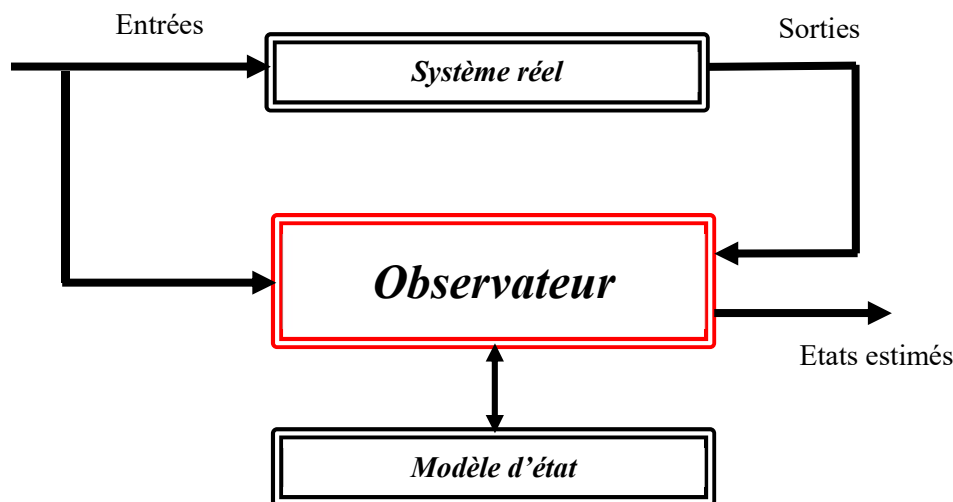 Entrées
Sorties
Système réel
Observateur
Etats estimés
Modèle d’état